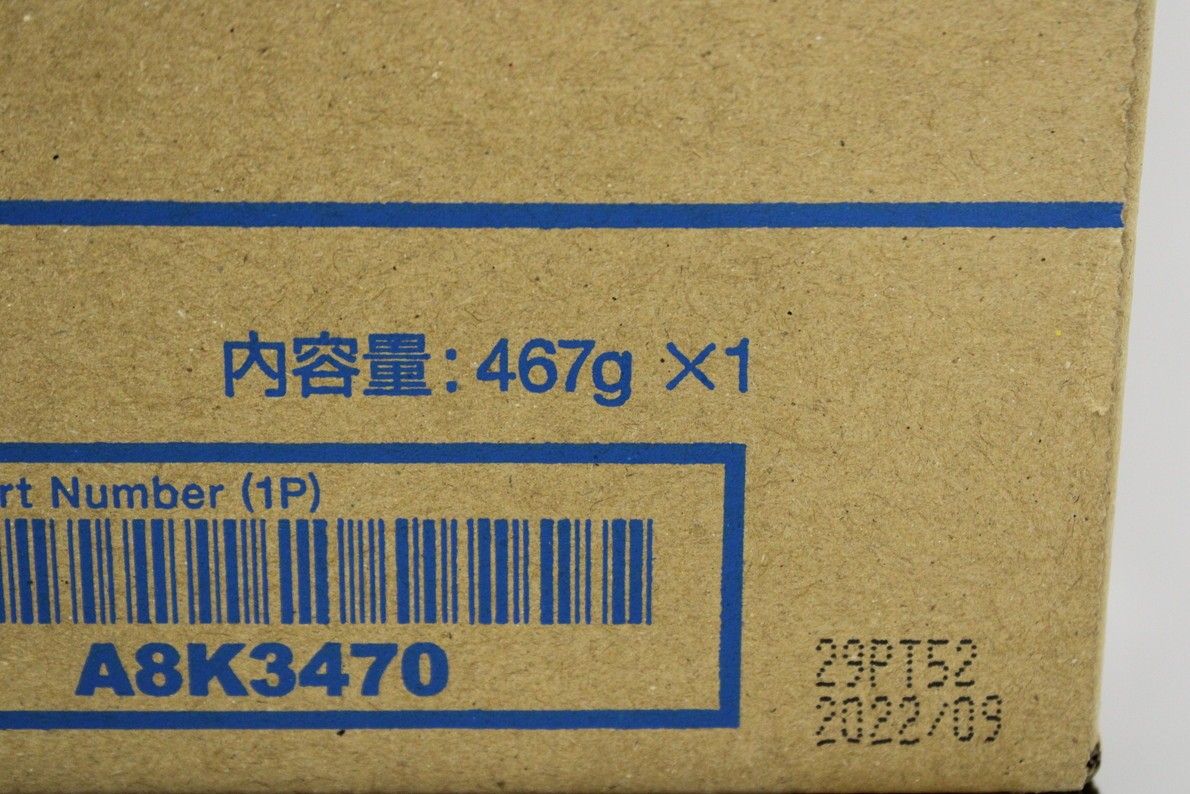 内容量: 467g ×1
rt Number (1P)
A8K3470
29PT52
2022/09